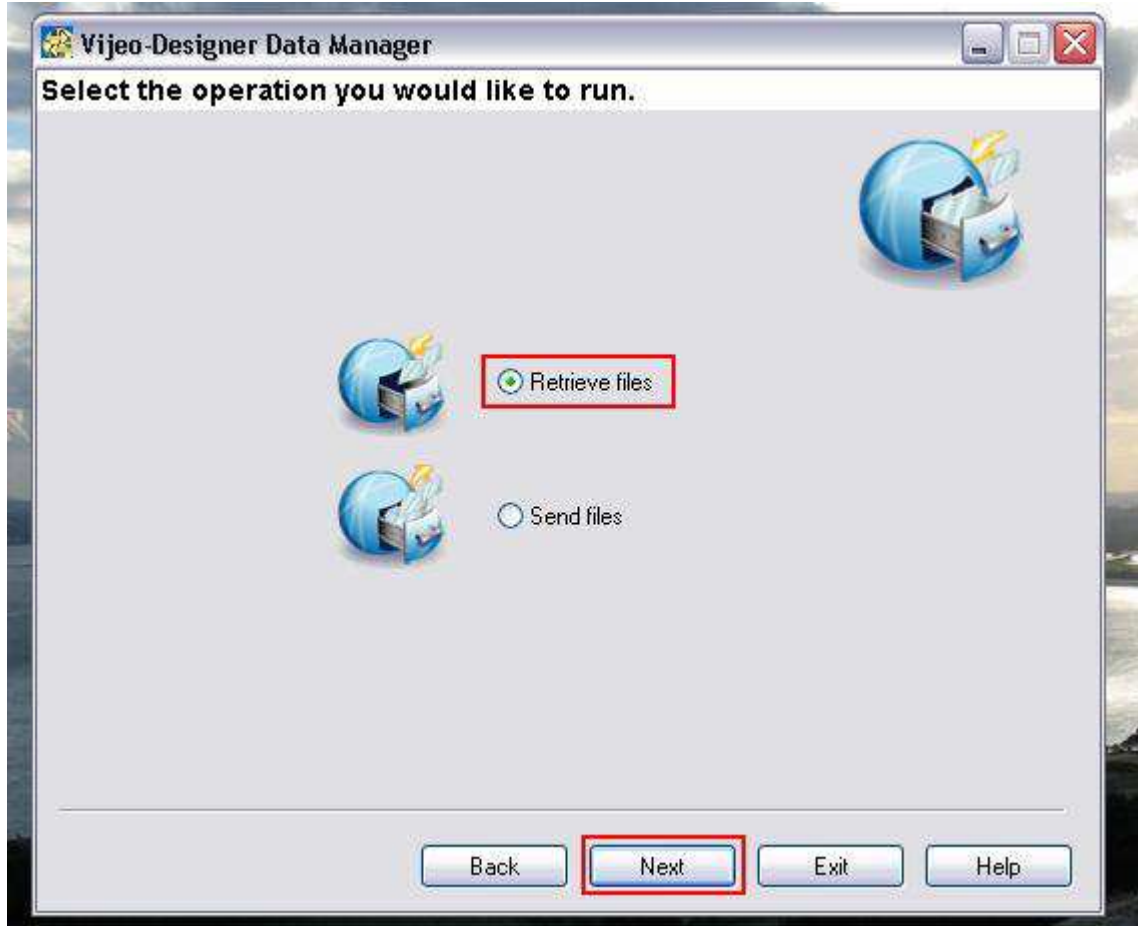 Vijeo-Designer Data Manager
Select the operation you would like to run.
Retrieve files
Send files
Back Next Exit Help